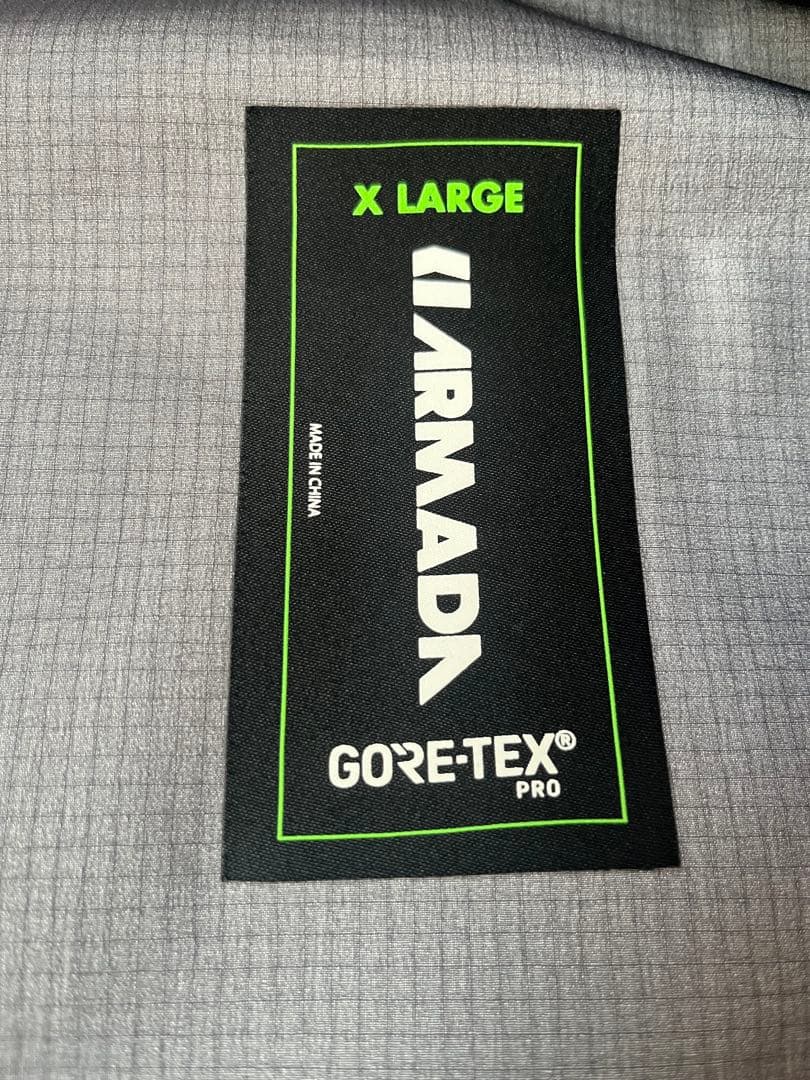 X LARGE
ARMADA
MADE IN CHINA
GORE-TEX®
PRO